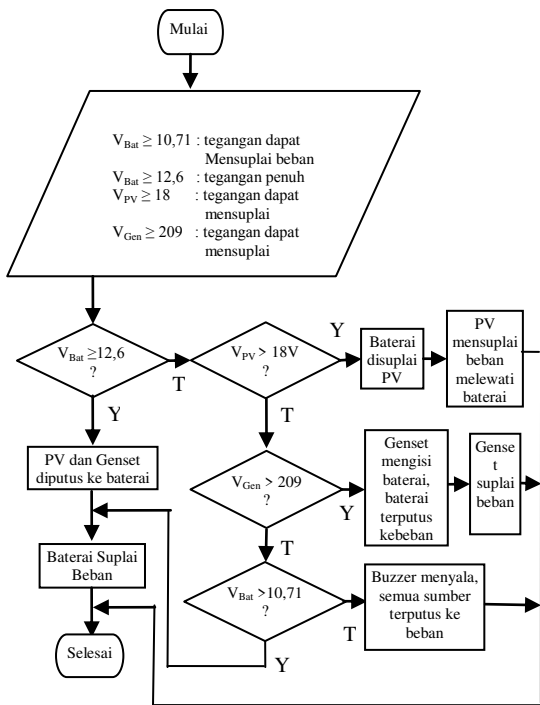 Mulai
V_Bat ≥ 10,71 : tegangan dapat
Mensuplai beban
V_Bat ≥ 12,6 : tegangan penuh
V_PV ≥ 18 : tegangan dapat
mensuplai
V_Gen ≥ 209 : tegangan dapat
mensuplai
V_Bat ≥12,6
?
T
Y
V_PV > 18V
?
Y
T
Baterai
disuplai
PV
PV
mensuplai
beban
melewati
baterai
PV dan Genset
diputus ke baterai
V_Gen > 209
?
Y
T
Genset
mengisi
baterai,
baterai
terputus
kebeban
Gense
t
suplai
beban
Baterai Suplai
Beban
V_Bat >10,71
?
T
Y
Buzzer menyala,
semua sumber
terputus ke
beban
Selesai